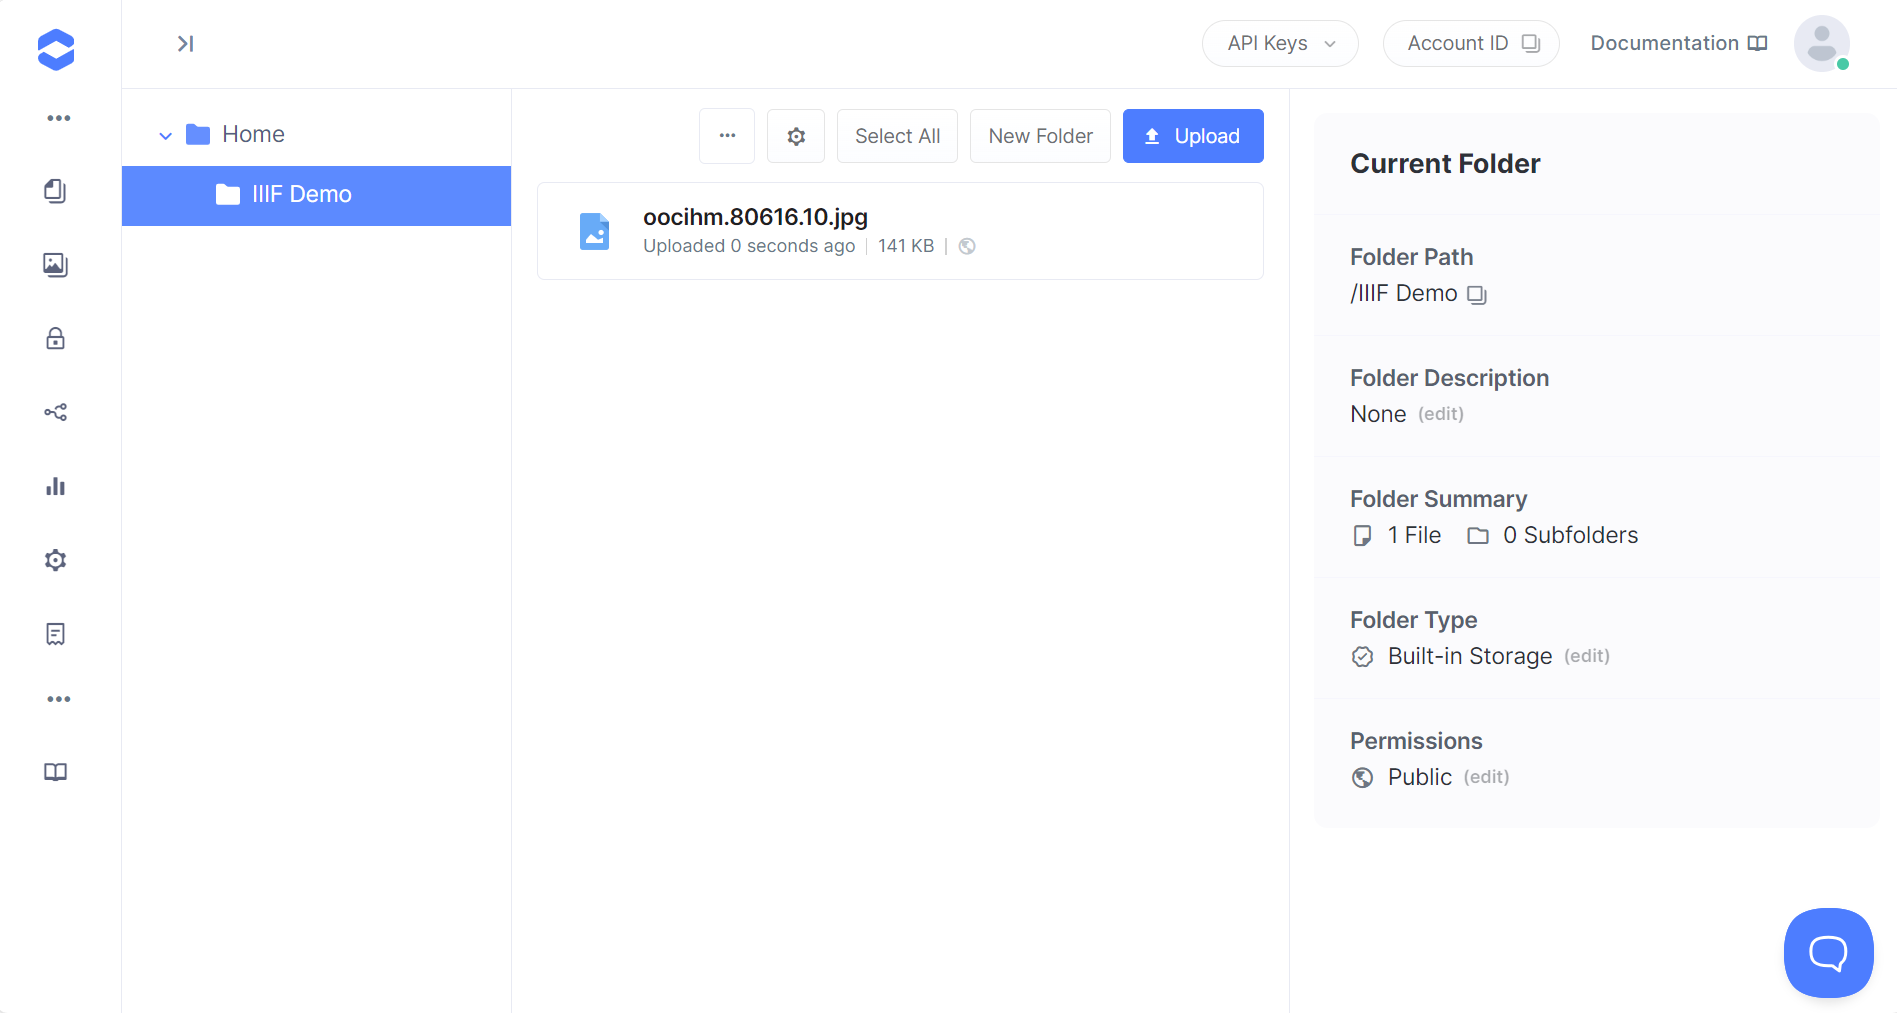 API Keys
Account ID
Documentation
Home
IIIF Demo
Select All
New Folder
Upload
oocihm.80616.10.jpg
Uploaded 0 seconds ago | 141 KB |
Current Folder
Folder Path
/IIIF Demo
Folder Description
None (edit)
Folder Summary
1 File 0 Subfolders
Folder Type
Built-in Storage (edit)
Permissions
Public (edit)